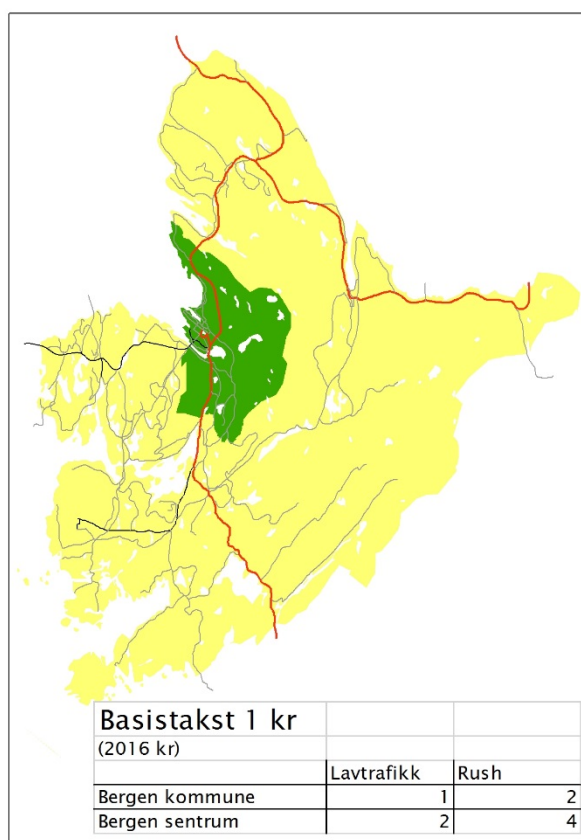 Basistakst 1 kr
(2016 kr)
Lavtrafikk Rush
Bergen kommune 1 2
Bergen sentrum 2 4